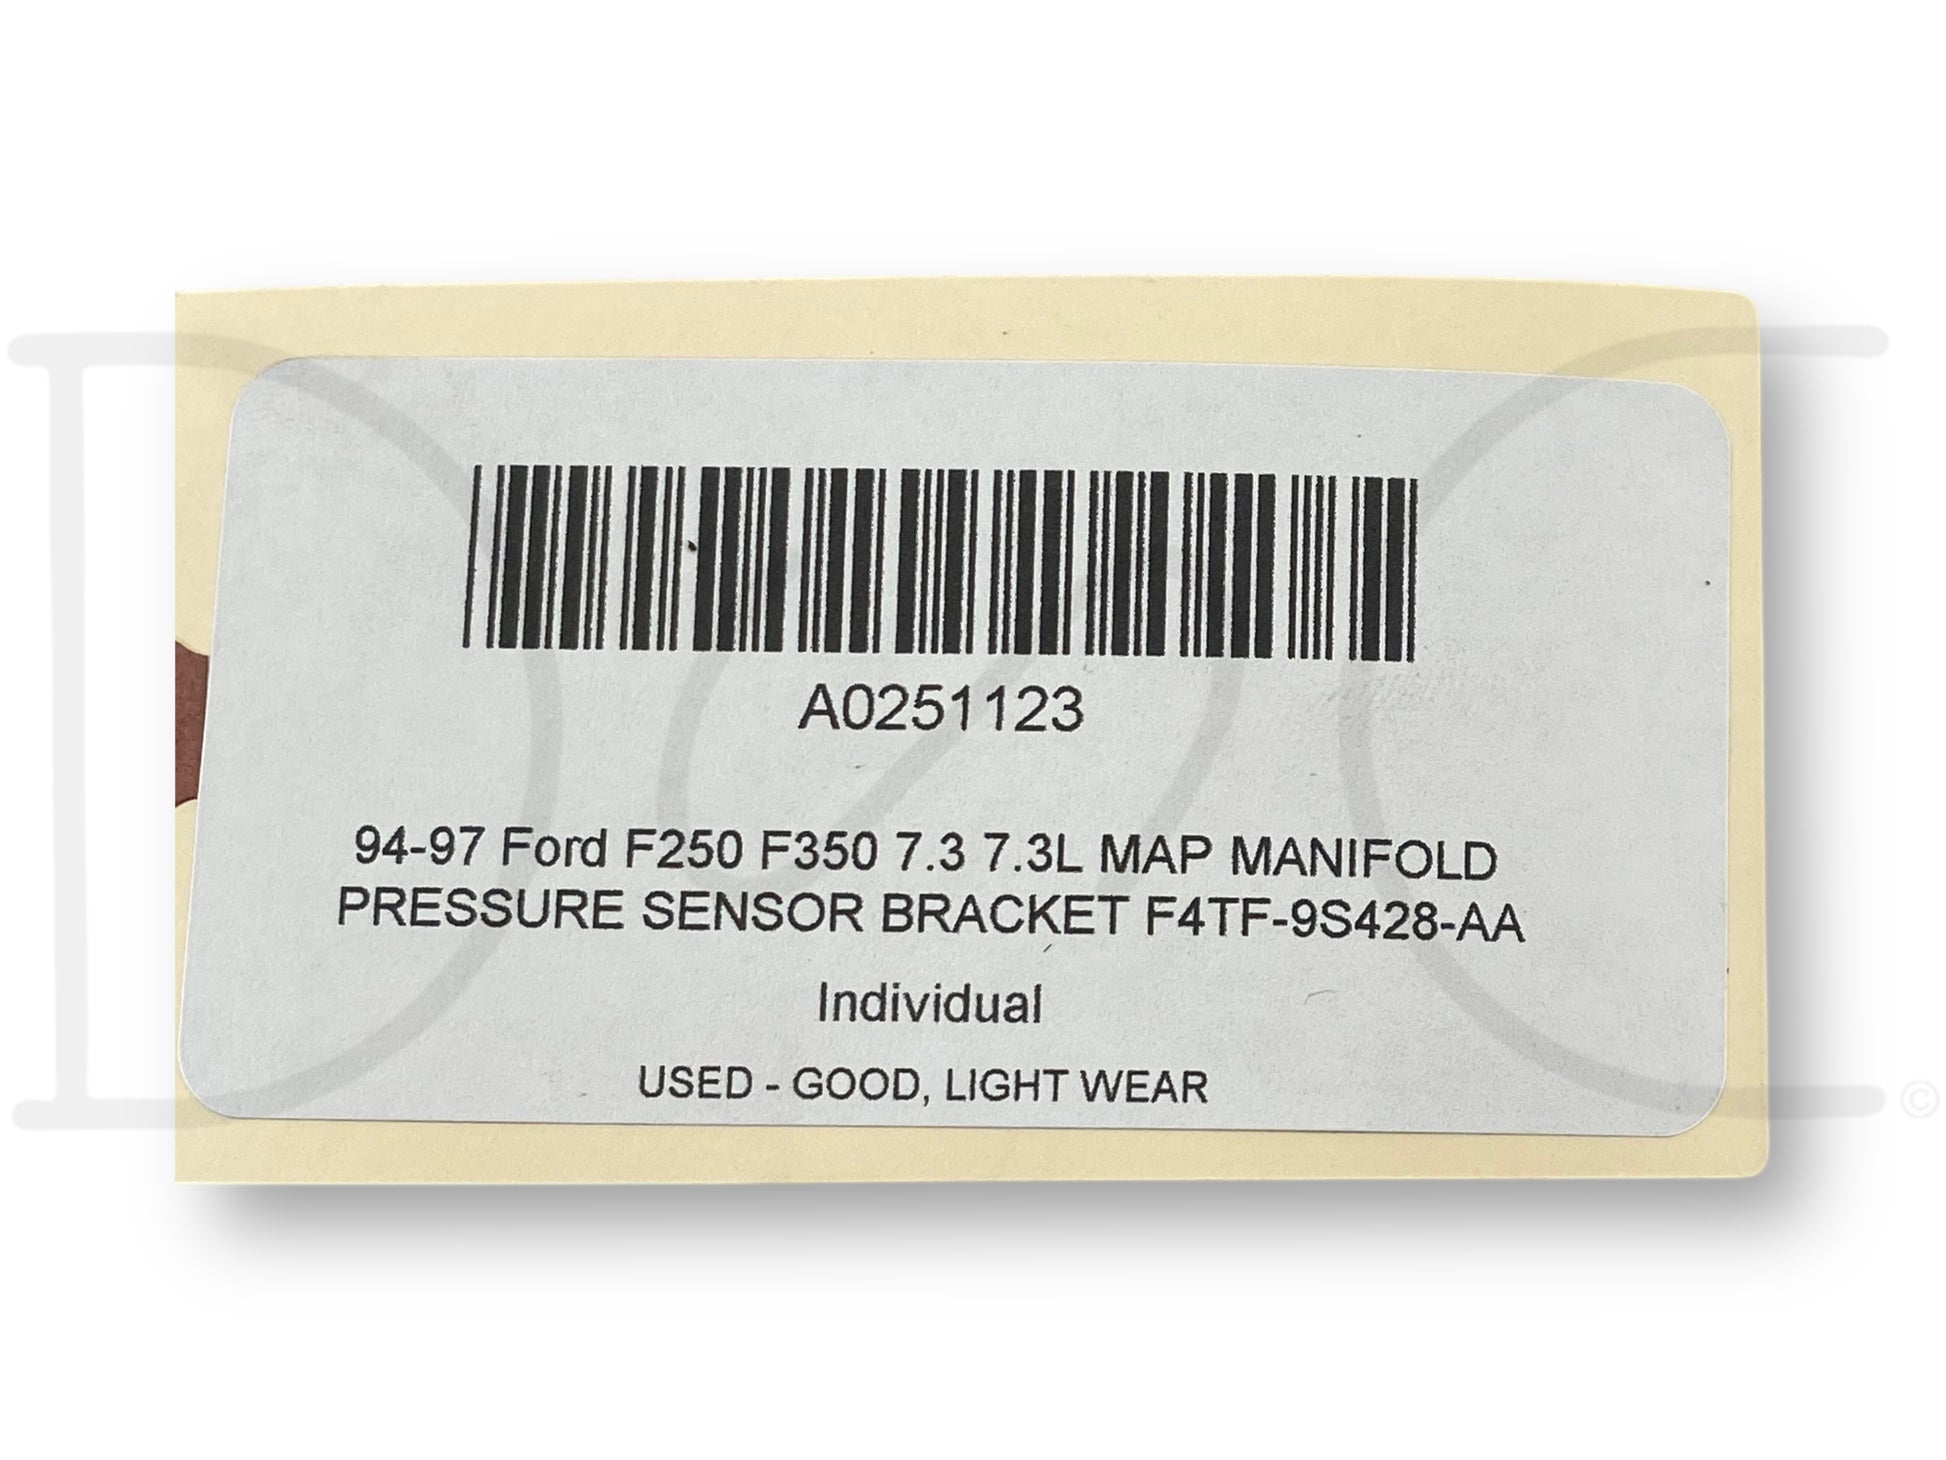 A0251123
94-97 Ford F250 F350 7.3 7.3L MAP MANIFOLD
PRESSURE SENSOR BRACKET F4TF-9S428-AA
Individual
USED - GOOD, LIGHT WEAR
©